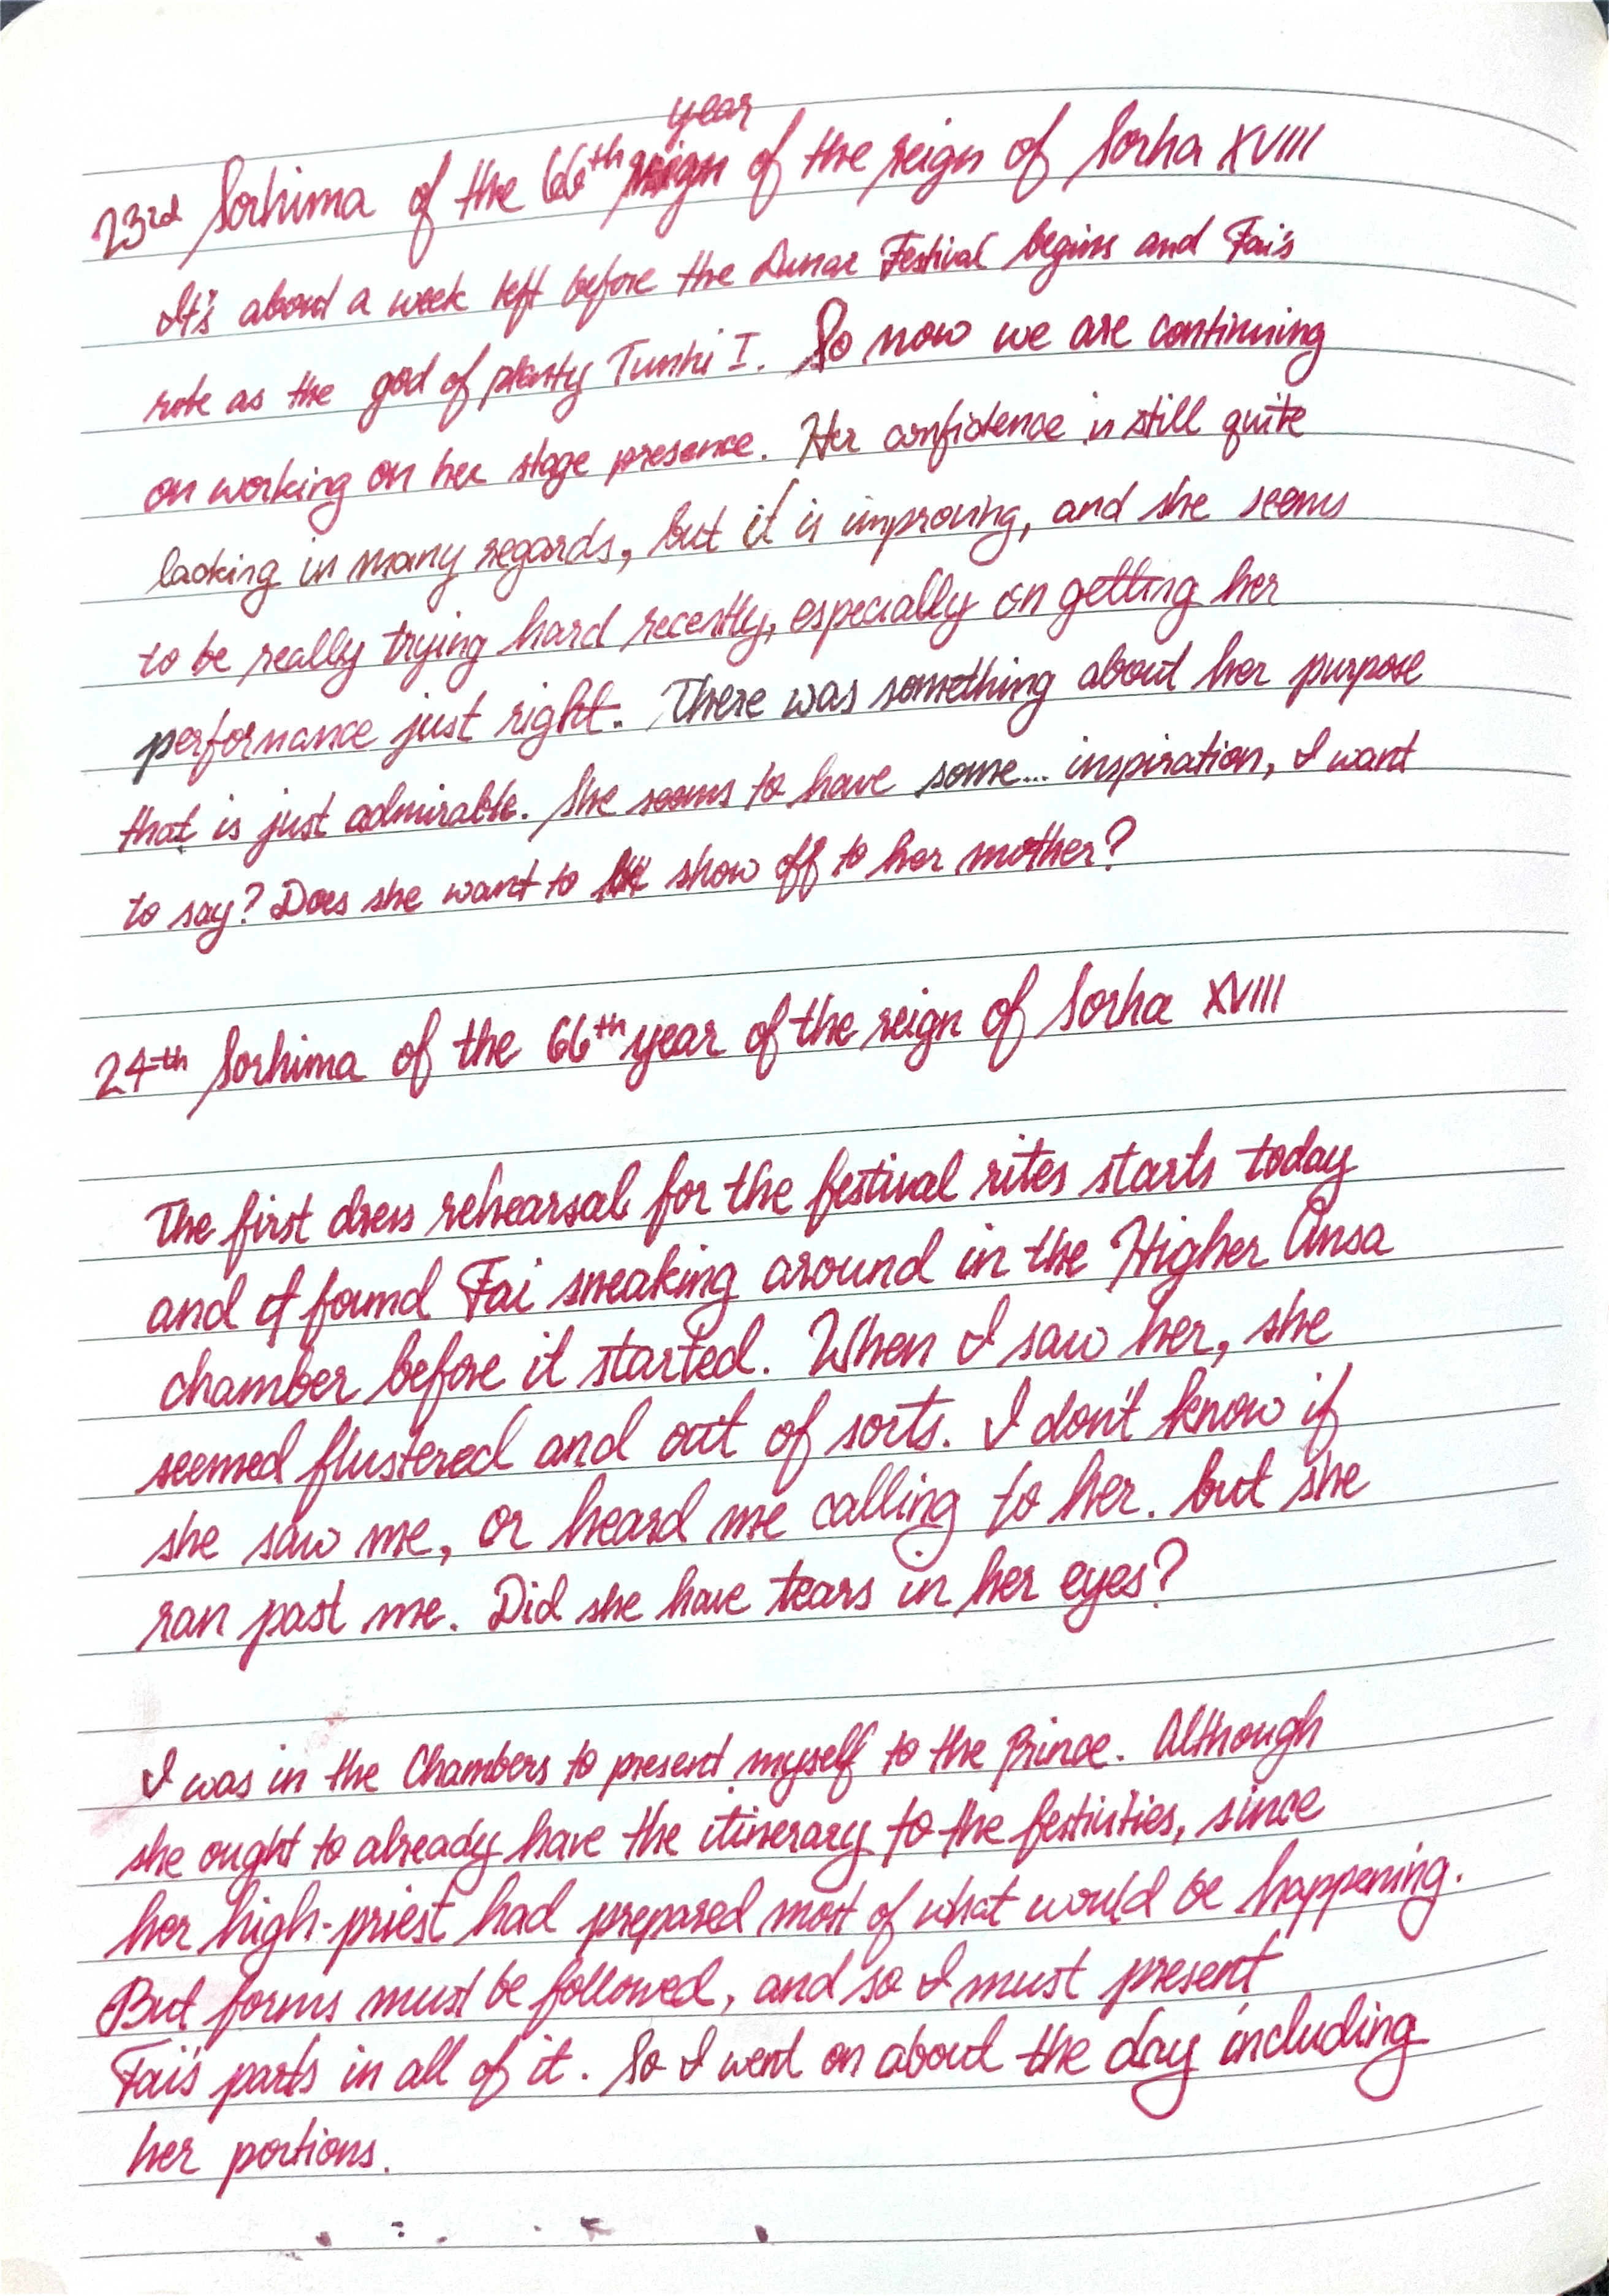 23rd Sorhima of the 66th year of the reign of Sorha XVIII
It's about a week left before the Lunar Festival begins and Fai's
role as the god of plenty Tunhi I. So now we are continuing
on working on her stage presence. Her confidence is still quite
lacking in many regards, but it is improving, and she seems
to be really trying hard recently, especially on getting her
performance just right. There was something about her purpose
that is just admirable. She seems to have some... inspiration, I want
to say? Does she want to show off to her mother?
24th Sorhima of the 66th year of the reign of Sorha XVIII
The first dress rehearsal for the festival rites starts today
and I found Fai sneaking around in the Higher Ansa
chamber before it started. When I saw her, she
seemed flustered and out of sorts. I don't know if
she saw me, or heard me calling to her. but she
ran past me. Did she have tears in her eyes?
I was in the Chambers to present myself to the Prince. Although
she ought to already have the itinerary to the festivities, since
her high-priest had prepared most of what would be happening.
But forms must be followed, and so I must present
Fai's parts in all of it. So I went on about the day including
her portions.